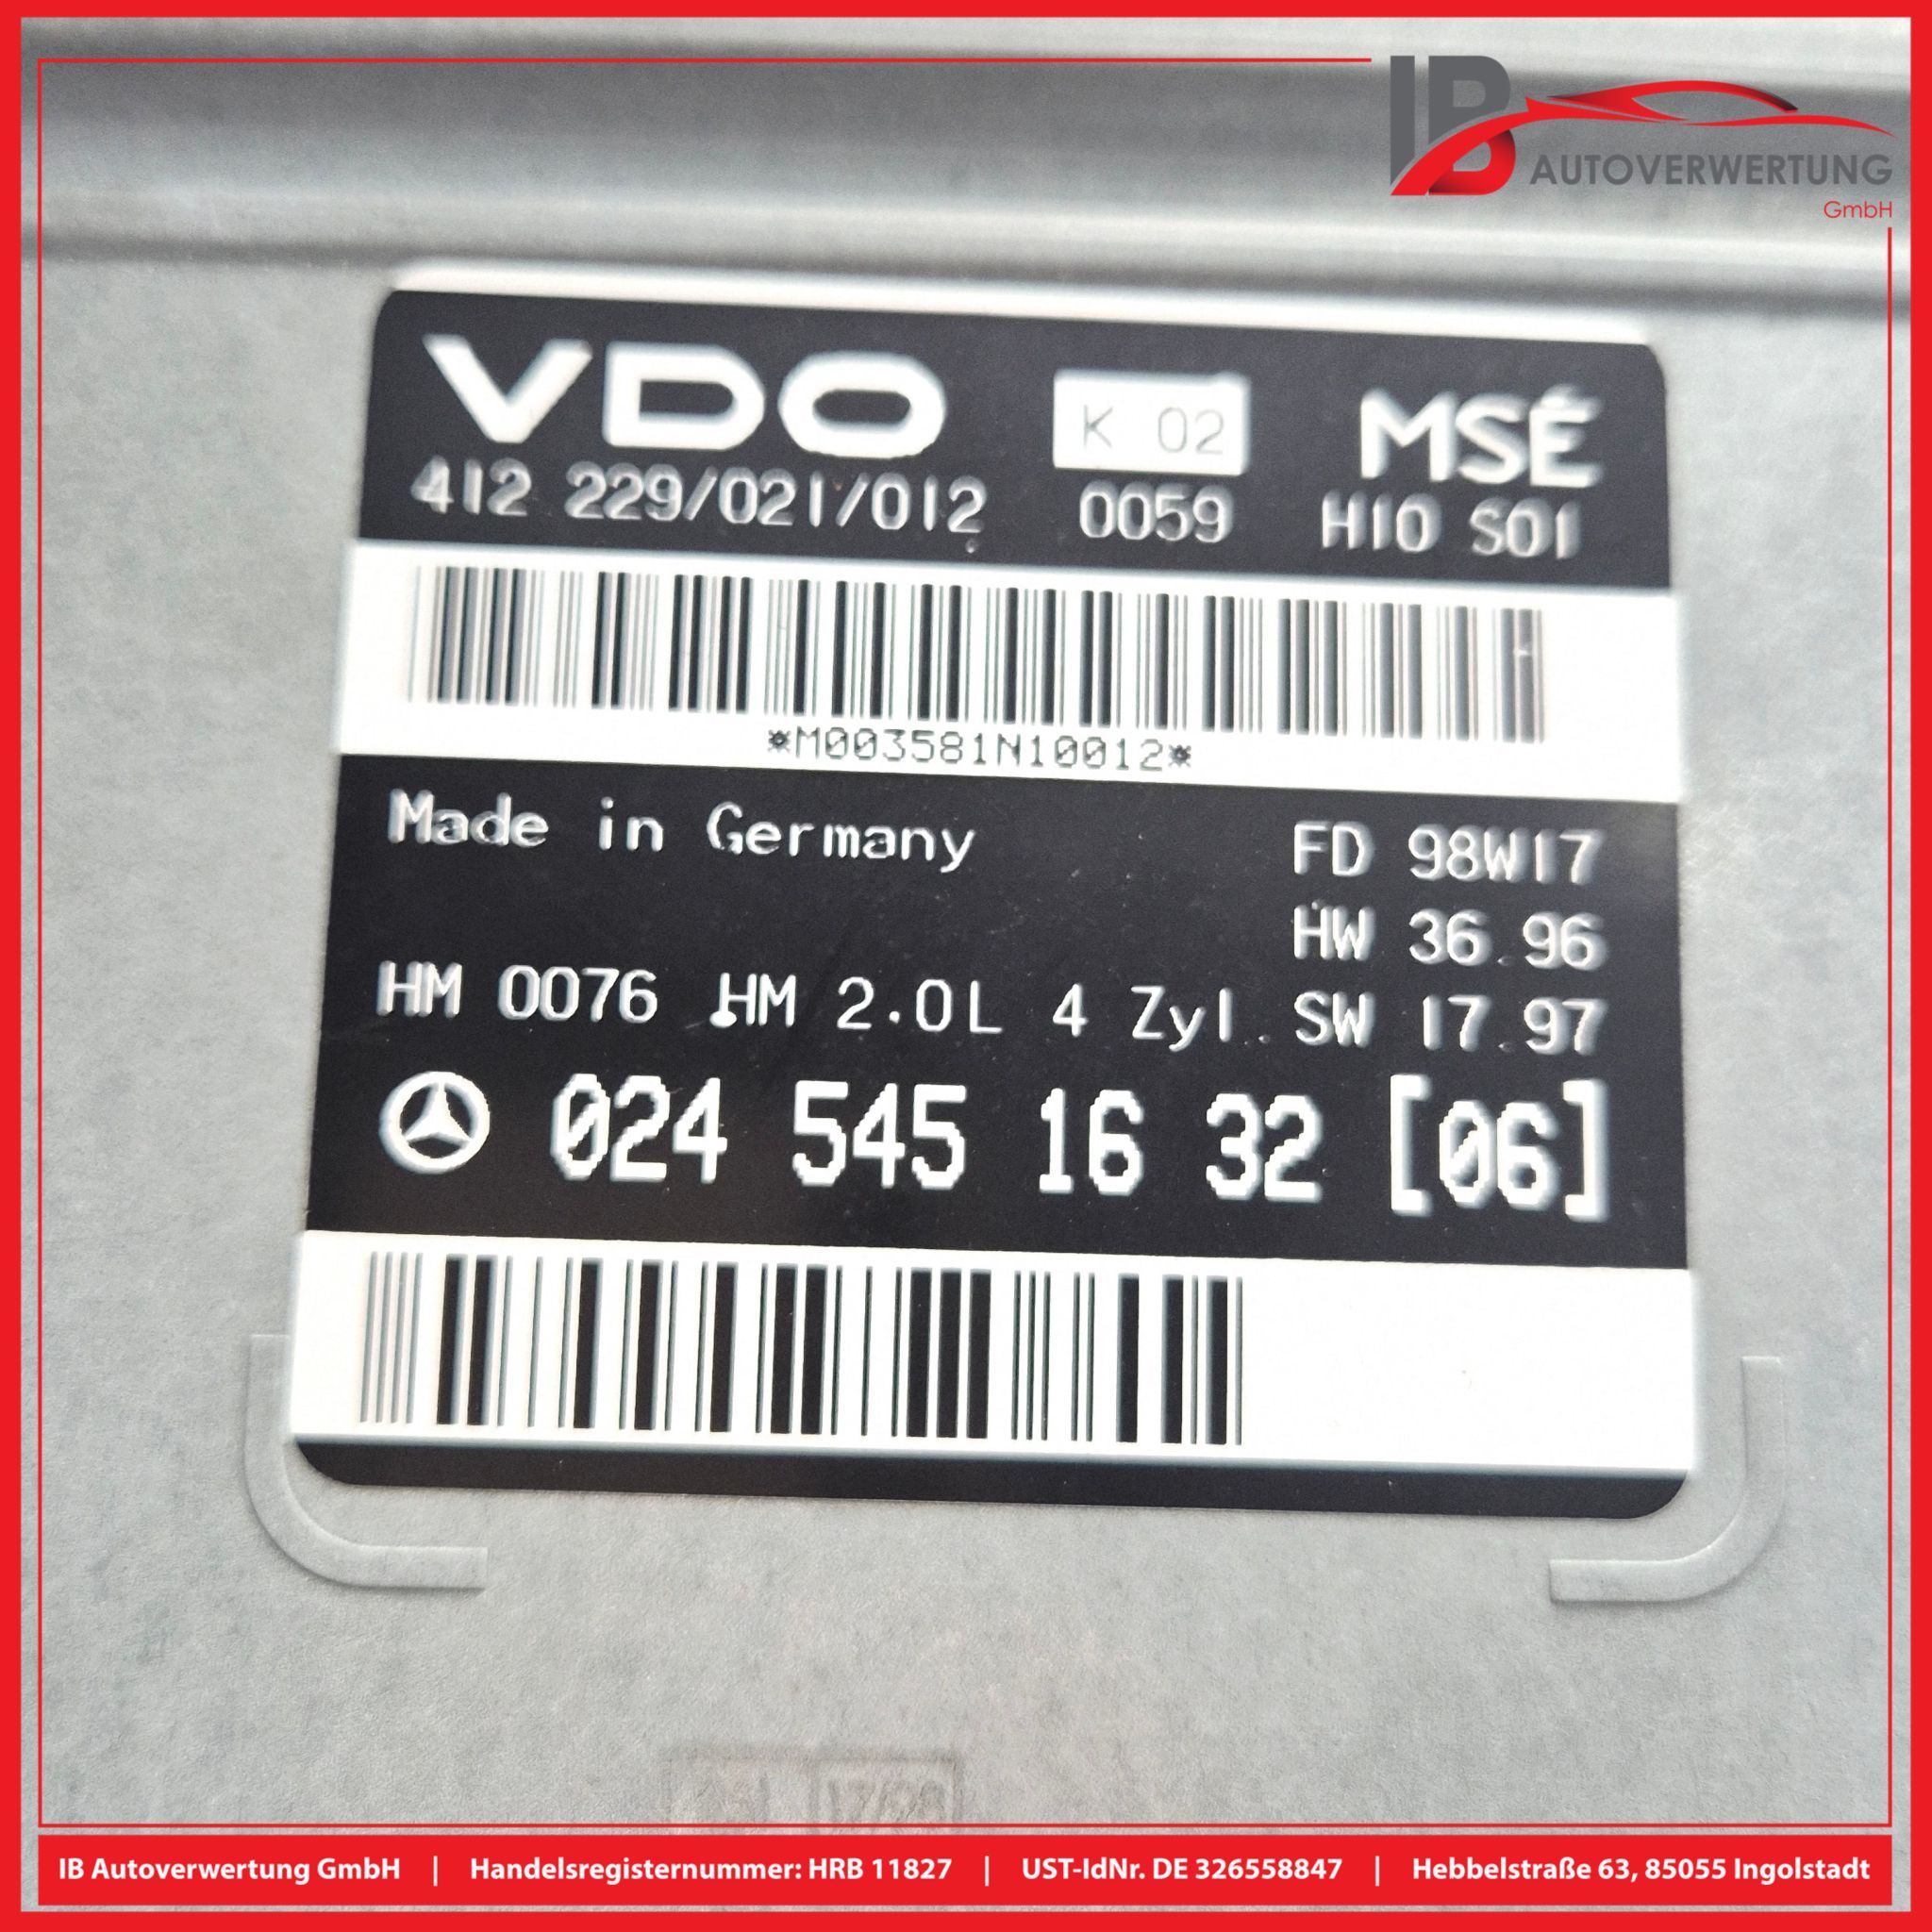 IB
AUTOVERWERTUNG
GmbH
VDO K 02 MSE
412 229/021/012 0059 H10 S01
*M003581N10012*
Made in Germany FD 98W17
HW 36.96
HM 0076 HM 2.0L 4 Zyl. SW 17.97
024 545 16 32 [06]
IB Autoverwertung GmbH | Handelsregisternummer: HRB 11827 | UST-IdNr. DE 326558847 | Hebbelstraße 63, 85055 Ingolstadt